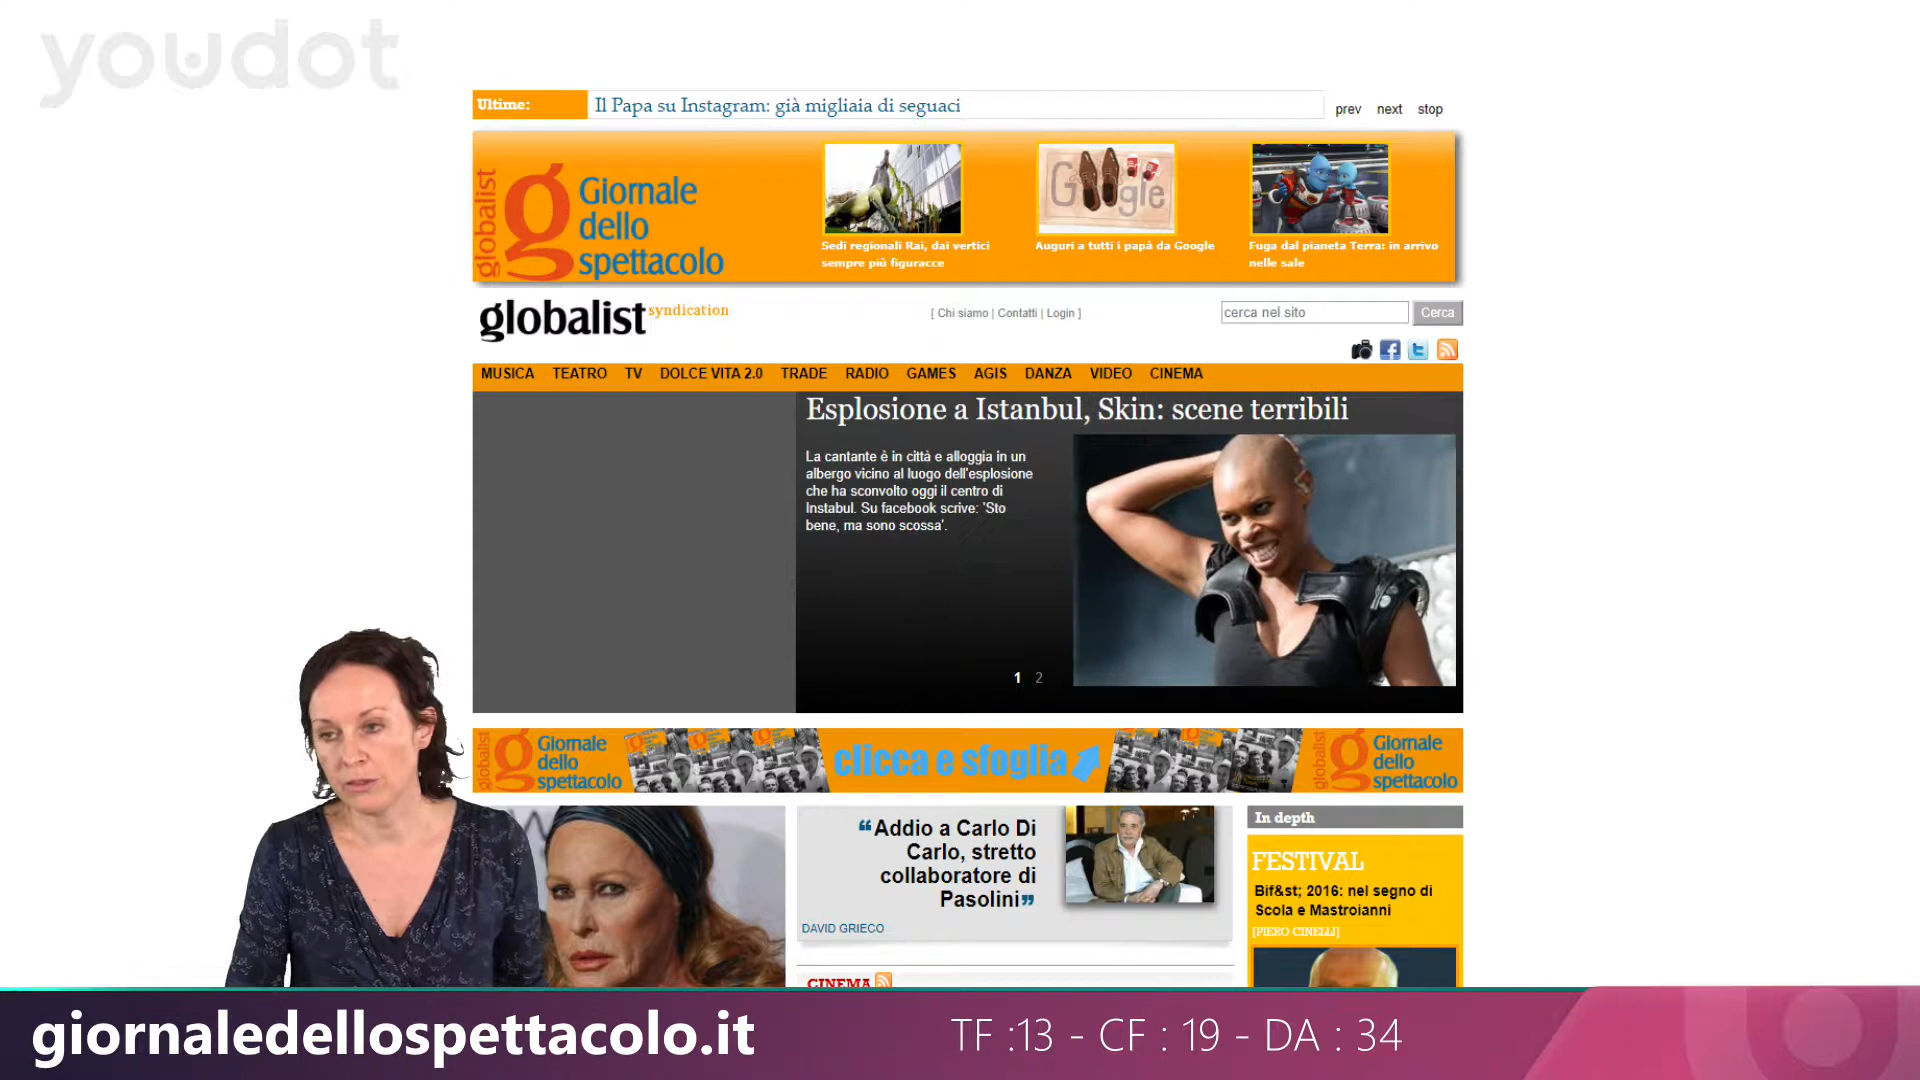 youdot
Ultime:
Il Papa su Instagram: già migliaia di seguaci
prev next stop
globalist
g
Giornale
dello
spettacolo
Sedi regionali Rai, dai vertici
sempre più figuracce
Google
Auguri a tutti i papà da Google
Fuga dal pianeta Terra: in arrivo
nelle sale
globalist syndication
[ Chi siamo | Contatti | Login ]
cerca nel sito
Cerca
MUSICA TEATRO TV DOLCE VITA 2.0 TRADE RADIO GAMES AGIS DANZA VIDEO CINEMA
Esplosione a Istanbul, Skin: scene terribili
La cantante è in città e alloggia in un
albergo vicino al luogo dell'esplosione
che ha sconvolto oggi il centro di
Instabul. Su facebook scrive: 'Sto
bene, ma sono scossa'.
1 2
globalist
g
Giornale
dello
spettacolo
clicca e sfoglia
globalist
g
Giornale
dello
spettacolo
“Addio a Carlo Di
Carlo, stretto
collaboratore di
Pasolini”
DAVID GRIECO
CINEMA
In depth
FESTIVAL
Bif&st; 2016: nel segno di
Scola e Mastroianni
[PIERO CINELLI]
giornaledellospettacolo.it
TF :13 - CF : 19 - DA : 34